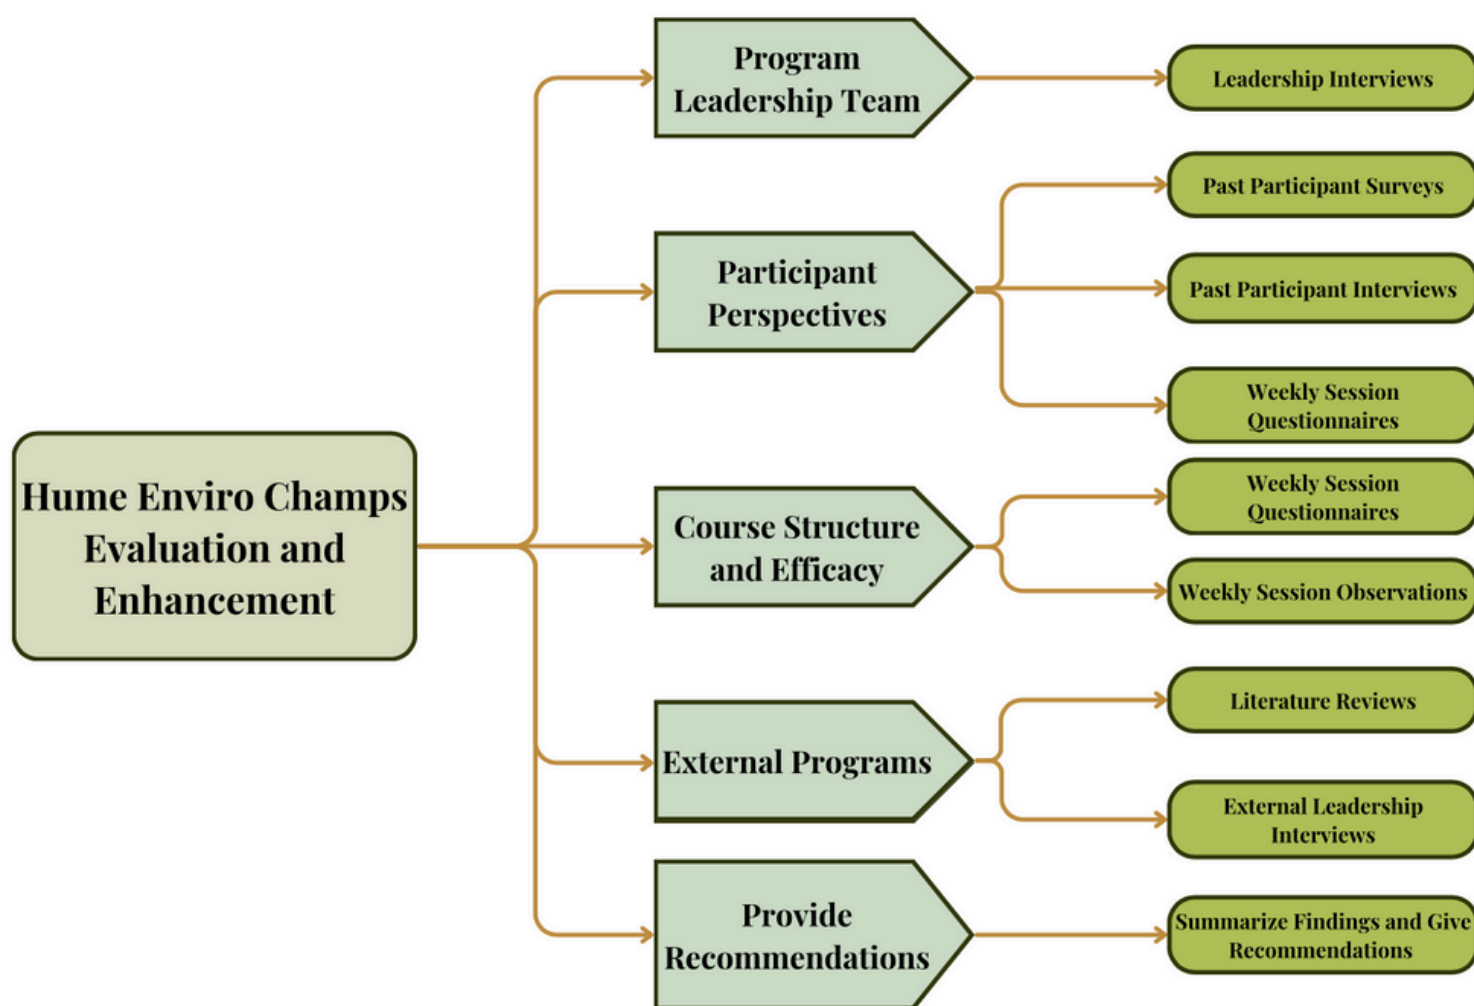 Program
Leadership Team
Leadership Interviews
Past Participant Surveys
Participant
Perspectives
Past Participant Interviews
Weekly Session
Questionnaires
Hume Enviro Champs
Evaluation and
Enhancement
Course Structure
and Efficacy
Weekly Session
Questionnaires
Weekly Session Observations
External Programs
Literature Reviews
External Leadership
Interviews
Provide
Recommendations
Summarize Findings and Give
Recommendations